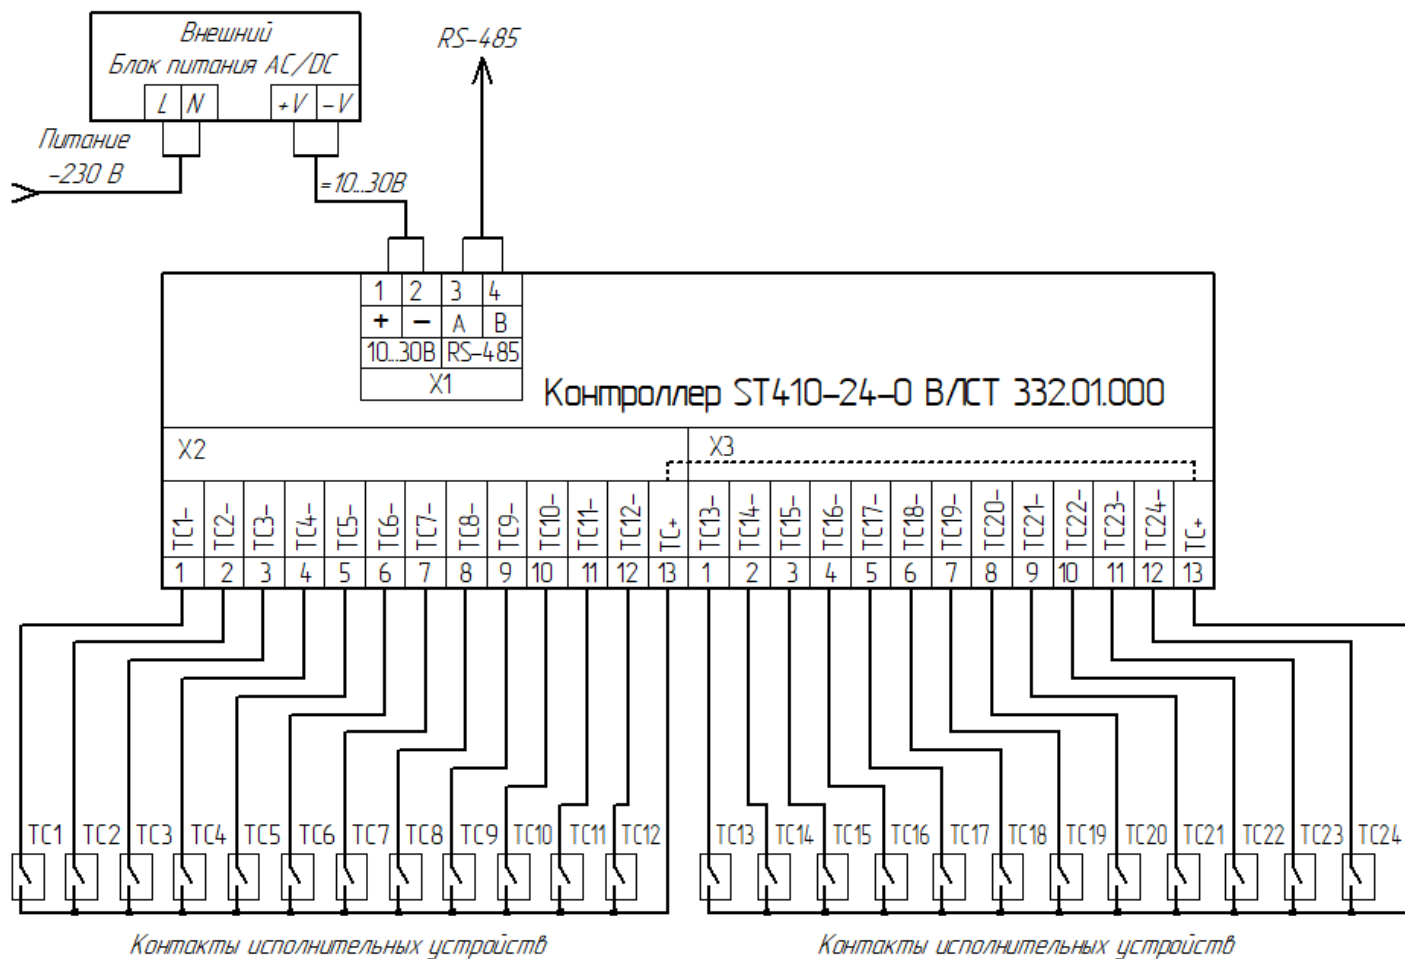 Внешний
Блок питания AC/DC
L N +V -V
RS-485
Питание
~230 В
=10...30В
1 2 3 4
+ - A B
10...30В RS-485
X1
Контроллер ST410-24-0 ВЛСТ 332.01.000
X2 X3
TC1- TC2- TC3- TC4- TC5- TC6- TC7- TC8- TC9- TC10- TC11- TC12- TC+ TC13- TC14- TC15- TC16- TC17- TC18- TC19- TC20- TC21- TC22- TC23- TC24- TC+
1 2 3 4 5 6 7 8 9 10 11 12 13 1 2 3 4 5 6 7 8 9 10 11 12 13
TC1 TC2 TC3 TC4 TC5 TC6 TC7 TC8 TC9 TC10 TC11 TC12 TC13 TC14 TC15 TC16 TC17 TC18 TC19 TC20 TC21 TC22 TC23 TC24
Контакты исполнительных устройств Контакты исполнительных устройств